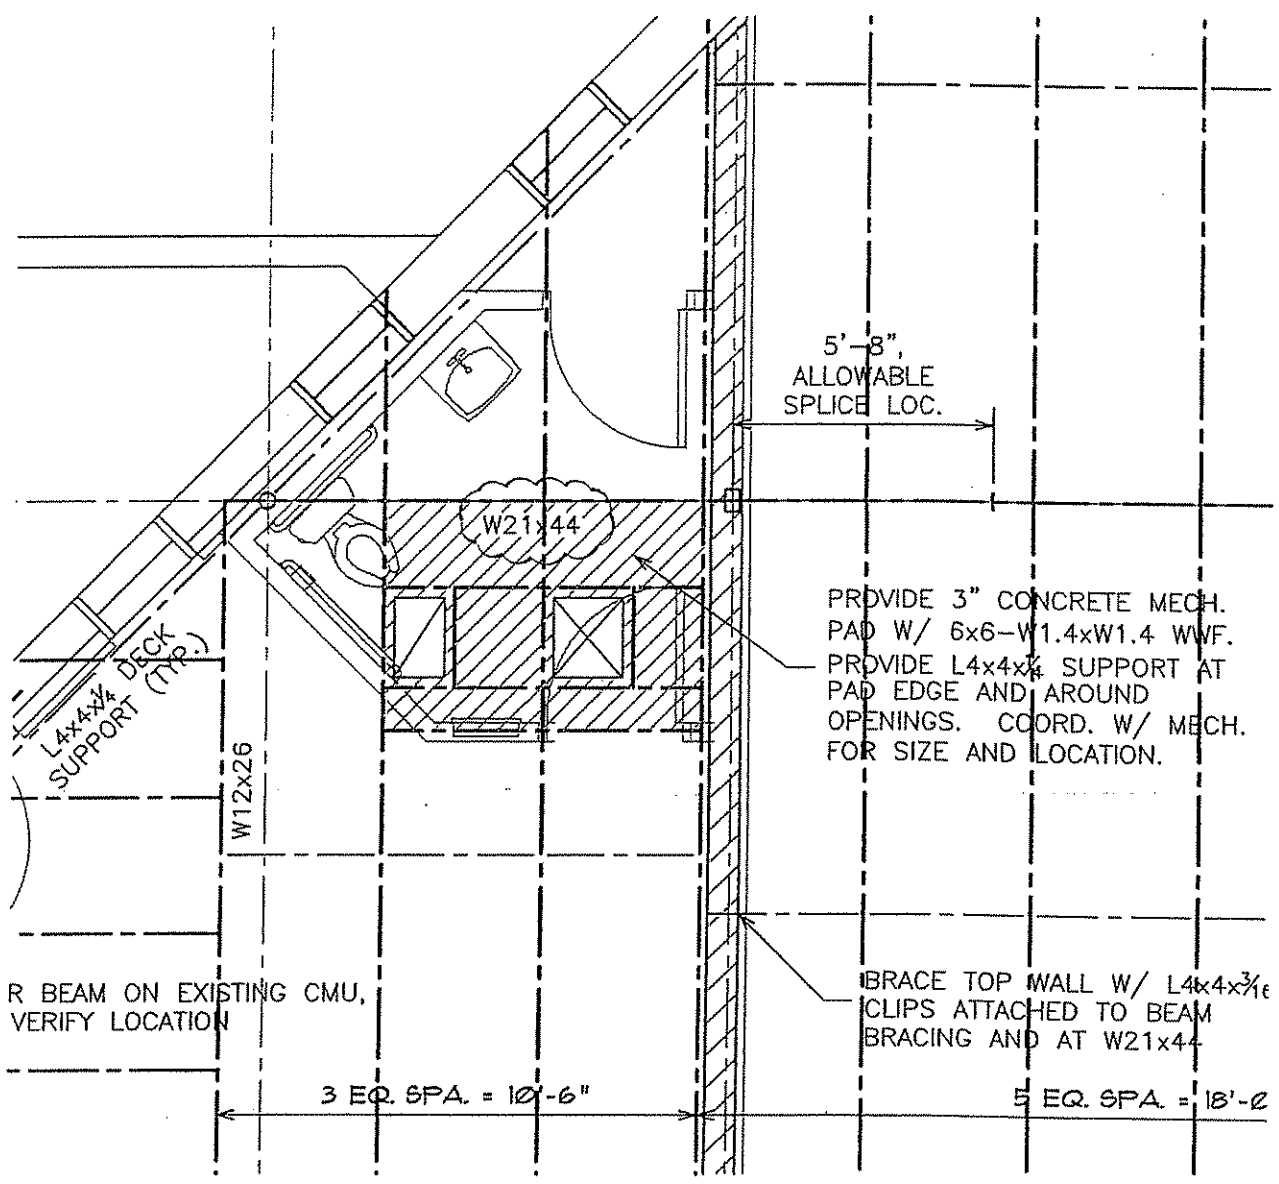 5'-8",
ALLOWABLE
SPLICE LOC.
W21x44
PROVIDE 3" CONCRETE MECH.
PAD W/ 6x6-W1.4xW1.4 WWF.
PROVIDE L4x4x¼ SUPPORT AT
PAD EDGE AND AROUND
OPENINGS. COORD. W/ MECH.
FOR SIZE AND LOCATION.
L4x4x¼ DECK
SUPPORT (TYP.)
W12x26
R BEAM ON EXISTING CMU,
VERIFY LOCATION
BRACE TOP WALL W/ L4x4x3/16
CLIPS ATTACHED TO BEAM
BRACING AND AT W21x44
3 EQ. SPA. = 10'-6"
5 EQ. SPA. = 18'-